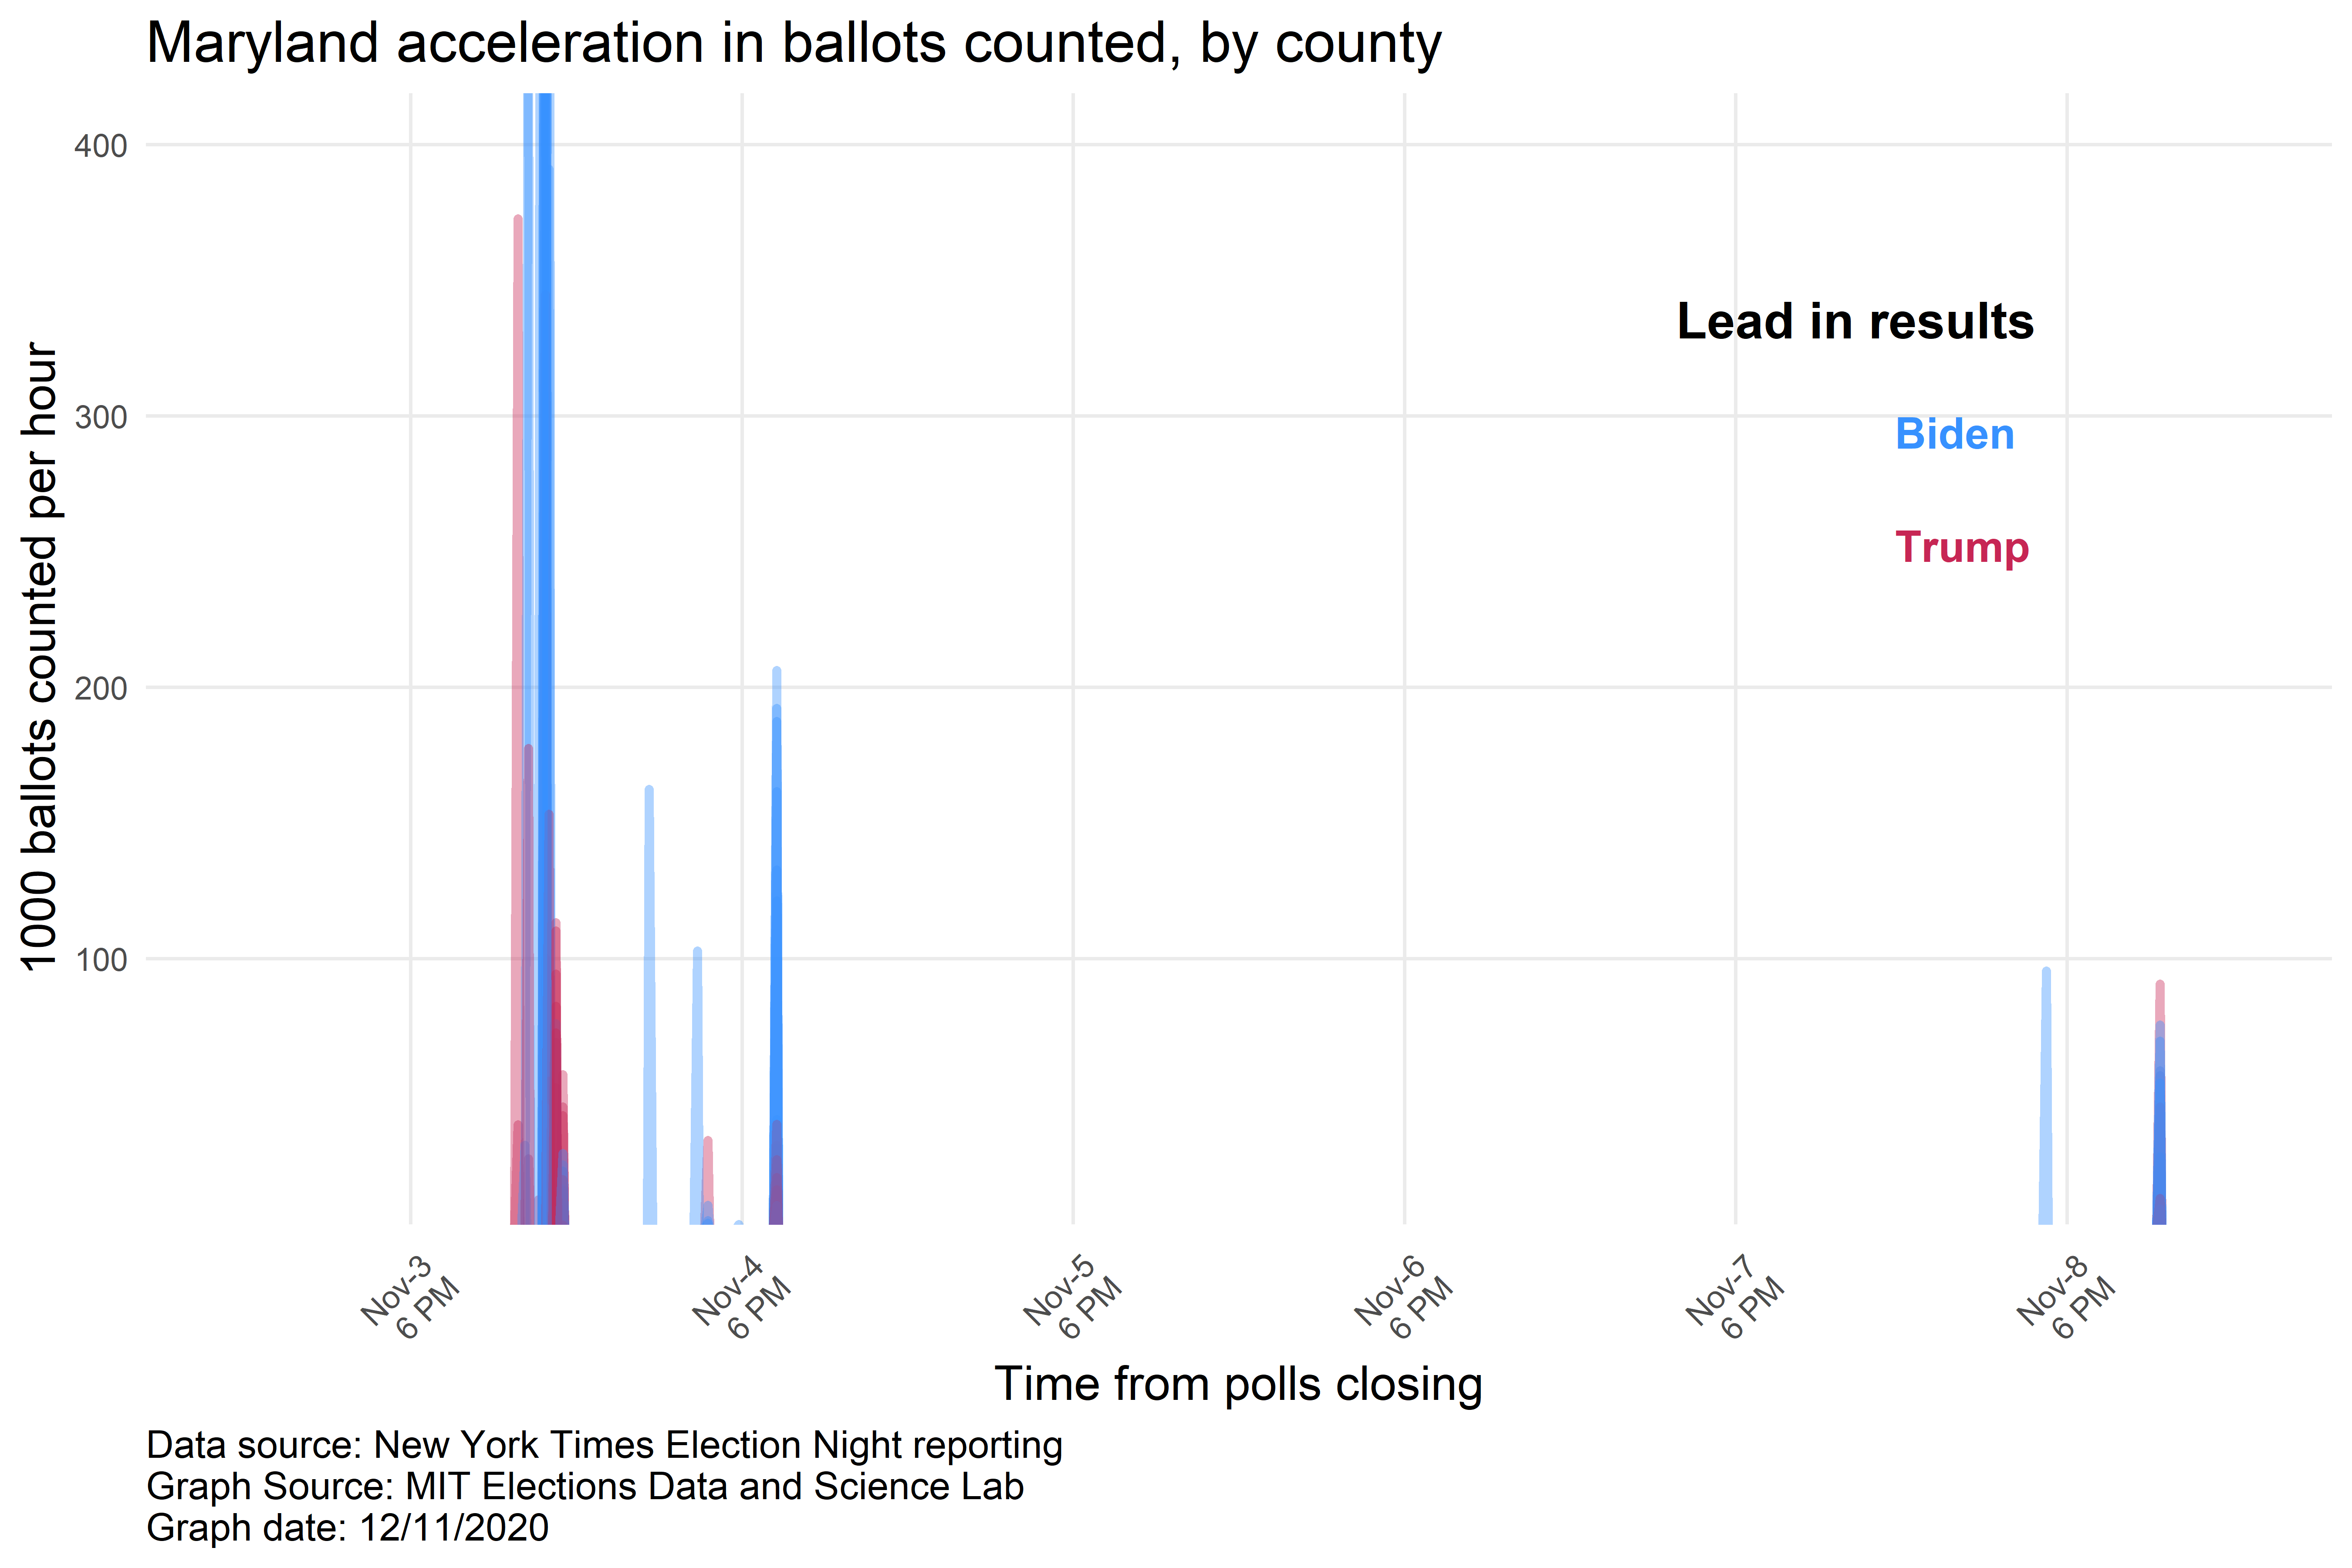 Maryland acceleration in ballots counted, by county
1000 ballots counted per hour
400
300
200
100
Lead in results
Biden
Trump
Nov-3
6 PM
Nov-4
6 PM
Nov-5
6 PM
Nov-6
6 PM
Nov-7
6 PM
Nov-8
6 PM
Time from polls closing
Data source: New York Times Election Night reporting
Graph Source: MIT Elections Data and Science Lab
Graph date: 12/11/2020